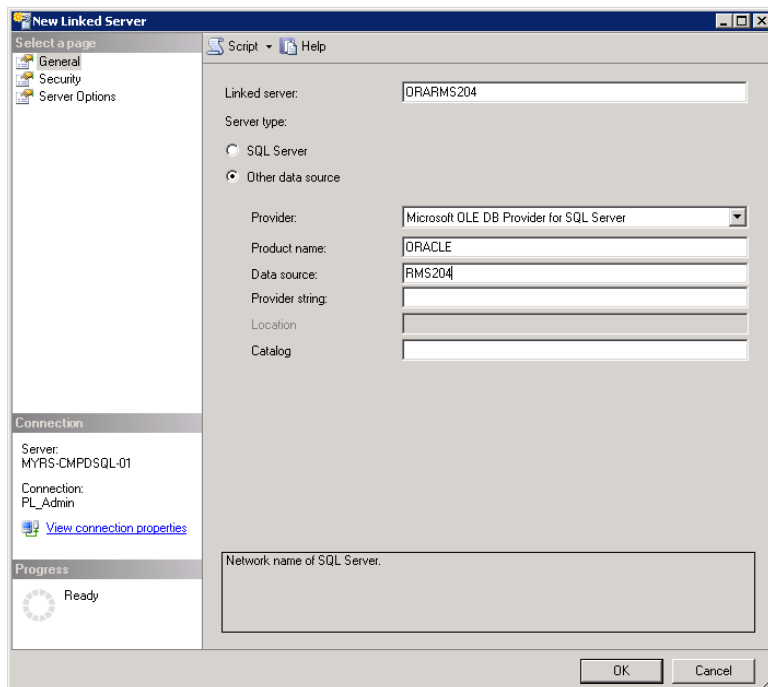 New Linked Server
Select a page
General
Security
Server Options
Script
Help
Linked server:
ORARMS204
Server type:
SQL Server
Other data source
Provider:
Microsoft OLE DB Provider for SQL Server
Product name:
ORACLE
Data source:
RMS204
Provider string:
Location
Catalog
Connection
Server:
MYRS-CMPDSQL-01
Connection:
PL_Admin
View connection properties
Progress
Ready
Network name of SQL Server.
OK
Cancel